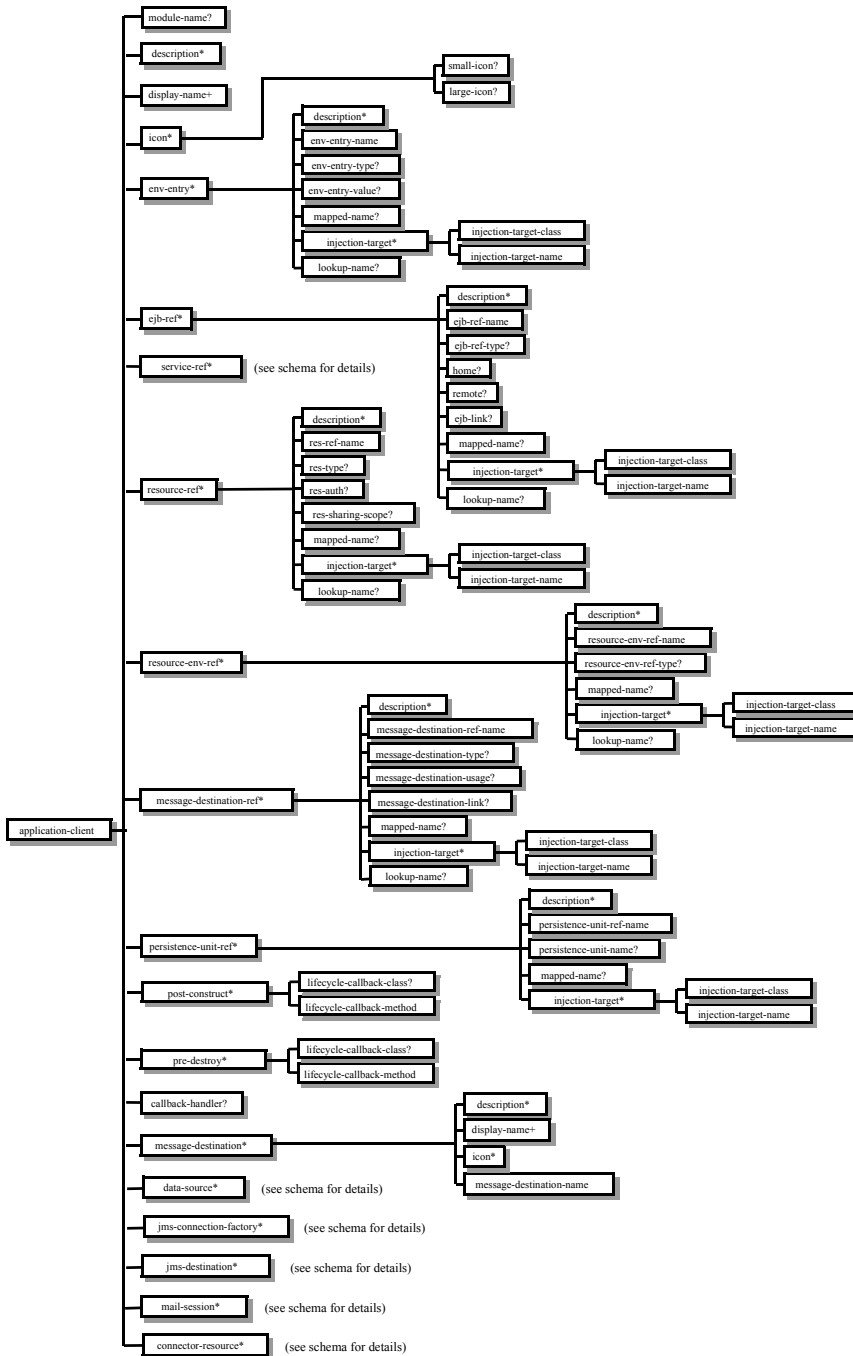 module-name?
description*
display-name+
icon*
small-icon?
large-icon?
env-entry*
description*
env-entry-name
env-entry-type?
env-entry-value?
mapped-name?
injection-target*
injection-target-class
injection-target-name
lookup-name?
ejb-ref*
description*
ejb-ref-name
ejb-ref-type?
home?
remote?
ejb-link?
mapped-name?
injection-target*
injection-target-class
injection-target-name
lookup-name?
service-ref*
(see schema for details)
resource-ref*
description*
res-ref-name
res-type?
res-auth?
res-sharing-scope?
mapped-name?
injection-target*
injection-target-class
injection-target-name
lookup-name?
resource-env-ref*
description*
resource-env-ref-name
resource-env-ref-type?
mapped-name?
injection-target*
injection-target-class
injection-target-name
lookup-name?
message-destination-ref*
description*
message-destination-ref-name
message-destination-type?
message-destination-usage?
message-destination-link?
mapped-name?
injection-target*
injection-target-class
injection-target-name
lookup-name?
application-client
persistence-unit-ref*
description*
persistence-unit-ref-name
persistence-unit-name?
mapped-name?
injection-target*
injection-target-class
injection-target-name
post-construct*
lifecycle-callback-class?
lifecycle-callback-method
pre-destroy*
lifecycle-callback-class?
lifecycle-callback-method
callback-handler?
message-destination*
description*
display-name+
icon*
message-destination-name
data-source*
(see schema for details)
jms-connection-factory*
(see schema for details)
jms-destination*
(see schema for details)
mail-session*
(see schema for details)
connector-resource*
(see schema for details)